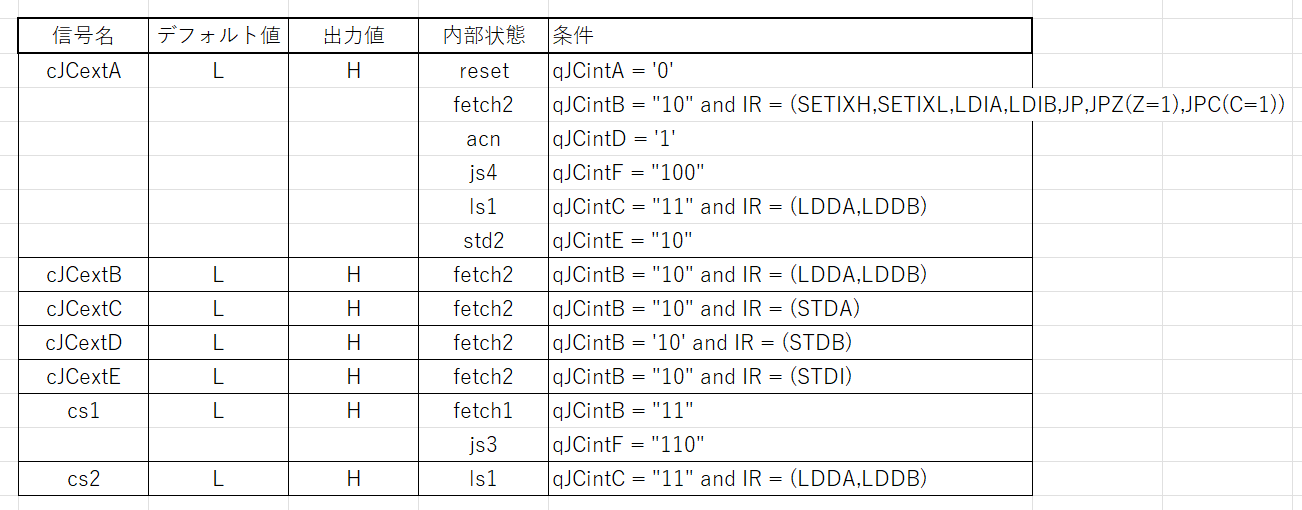 信号名 デフォルト値 出力値 内部状態 条件
cJCextA L H reset qJCintA = '0'
fetch2 qJCintB = "10" and IR = (SETIXH,SETIXL,LDIA,LDIB,JP,JPZ(Z=1),JPC(C=1))
acn qJCintD = '1'
js4 qJCintF = "100"
ls1 qJCintC = "11" and IR = (LDDA,LDDB)
std2 qJCintE = "10"
cJCextB L H fetch2 qJCintB = "10" and IR = (LDDA,LDDB)
cJCextC L H fetch2 qJCintB = "10" and IR = (STDA)
cJCextD L H fetch2 qJCintB = '10' and IR = (STDB)
cJCextE L H fetch2 qJCintB = "10" and IR = (STDI)
cs1 L H fetch1 qJCintB = "11"
js3 qJCintF = "110"
cs2 L H ls1 qJCintC = "11" and IR = (LDDA,LDDB)